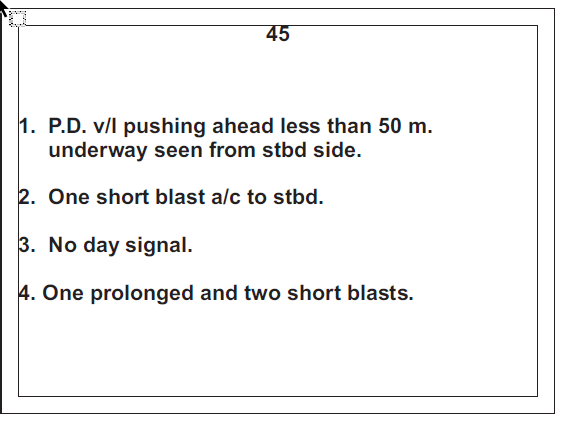 45
1. P.D. v/l pushing ahead less than 50 m.
underway seen from stbd side.
2. One short blast a/c to stbd.
3. No day signal.
4. One prolonged and two short blasts.